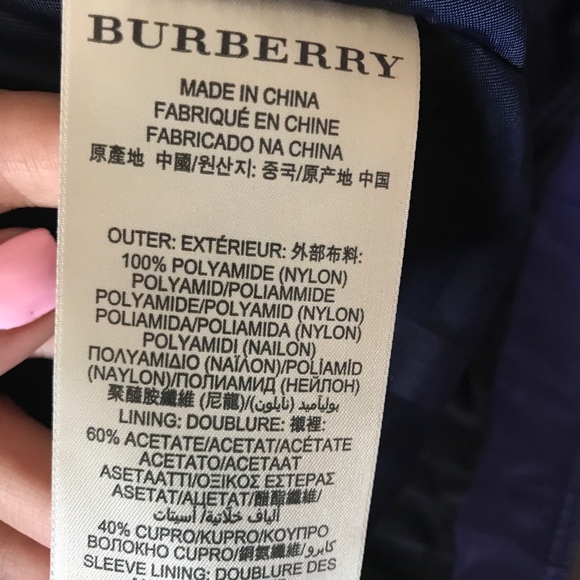 BURBERRY
MADE IN CHINA
FABRIQUÉ EN CHINE
FABRICADO NA CHINA
原產地 中國/원산지: 중국/原产地 中国
OUTER: EXTÉRIEUR: 外部布料:
100% POLYAMIDE (NYLON)
POLYAMID/POLIAMMIDE
POLYAMIDE/POLYAMID (NYLON)
POLIAMIDA/POLIAMIDA (NYLON)
POLYAMIDI (NAILON)
ΠΟΛΥΑΜΙΔΙΟ (ΝΑΪΛΟΝ)/POLİAMİD
(NAYLON)/ПОЛИАМИД (НЕЙЛОН)
聚醯胺纖維 (尼龍)/بوليآميد (نايلون)
LINING: DOUBLURE: 襯裡:
60% ACETATE/ACETAT/ACÉTATE
ACETATO/ACETAAT
ASETAATTI/ΟΞΙΚΟΣ ΕΣΤΕΡΑΣ
ASETAT/АЦЕТАТ/醋酯纖維/
ألياف خلاتية/أسيتات
40% CUPRO/KUPRO/ΚΟΥΠΡΟ
ВОЛОКНО CUPRO/銅氨纖維/كابرو
SLEEVE LINING: DOUBLURE DES